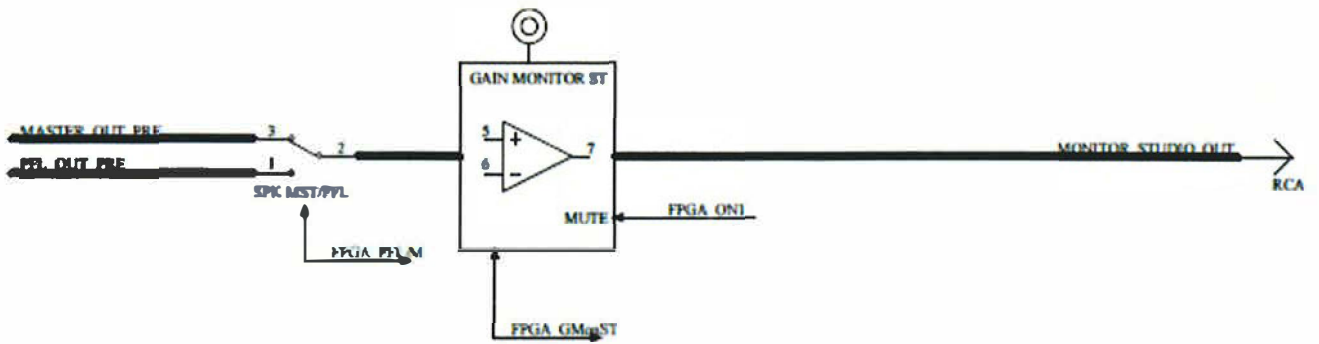 GAIN MONITOR ST
MASTER OUT PRE
3
2
PFL OUT PRE
1
SPK MST/PFL
5
+
6
-
7
MONITOR STUDIO OUT
RCA
MUTE
FPGA ON1
FPGA PFLM
FPGA GMonST